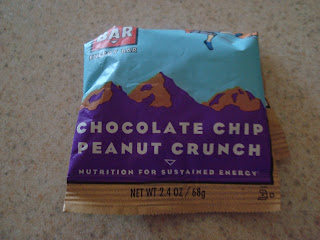 BAR
CHOCOLATE CHIP
PEANUT CRUNCH
NUTRITION FOR SUSTAINED ENERGY
NET WT 2.4 OZ / 68g